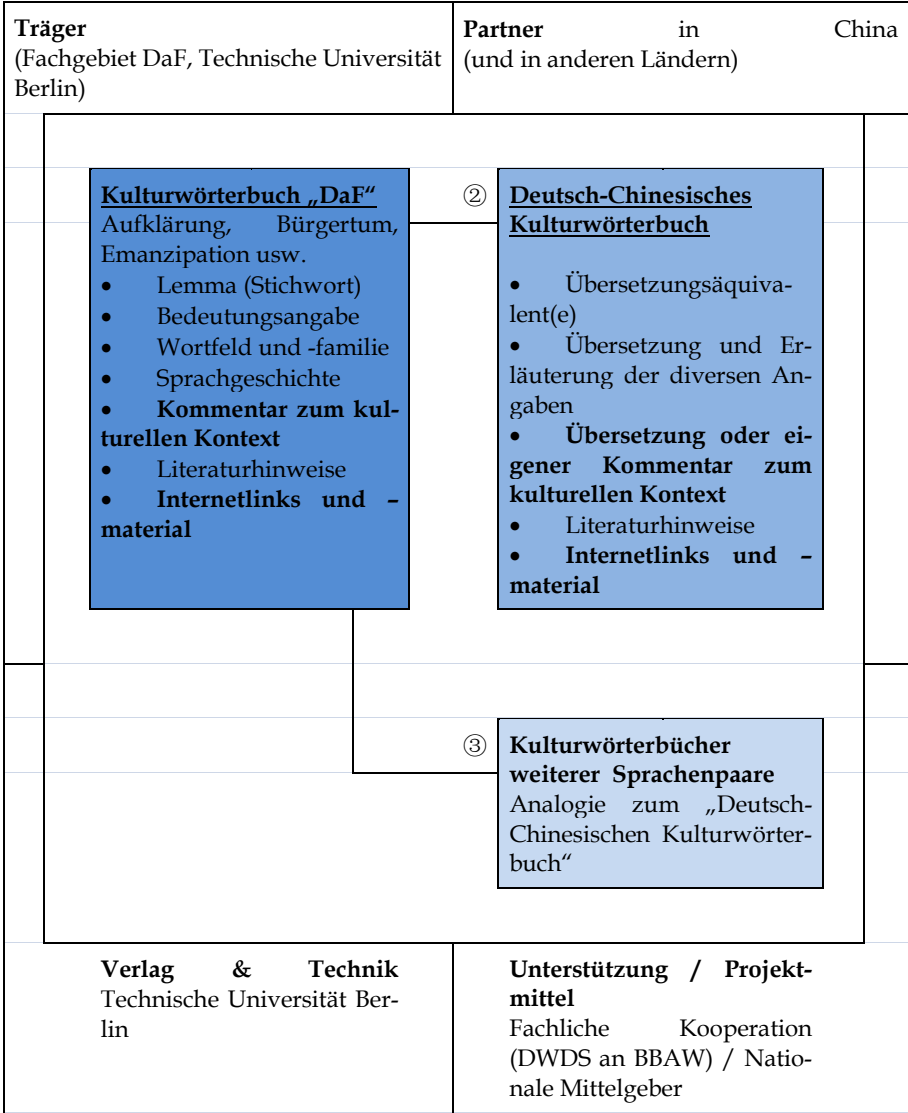 Träger
(Fachgebiet DaF, Technische Universität
Berlin)
Partner in China
(und in anderen Ländern)
Kulturwörterbuch „DaF“
Aufklärung, Bürgertum,
Emanzipation usw.
• Lemma (Stichwort)
• Bedeutungsangabe
• Wortfeld und -familie
• Sprachgeschichte
• Kommentar zum kul-
turellen Kontext
• Literaturhinweise
• Internetlinks und –
material
②
Deutsch-Chinesisches
Kulturwörterbuch
• Übersetzungsäquiva-
lent(e)
• Übersetzung und Er-
läuterung der diversen An-
gaben
• Übersetzung oder ei-
gener Kommentar zum
kulturellen Kontext
• Literaturhinweise
• Internetlinks und –
material
③
Kulturwörterbücher
weiterer Sprachenpaare
Analogie zum „Deutsch-
Chinesischen Kulturwörter-
buch“
Verlag & Technik
Technische Universität Ber-
lin
Unterstützung / Projekt-
mittel
Fachliche Kooperation
(DWDS an BBAW) / Natio-
nale Mittelgeber